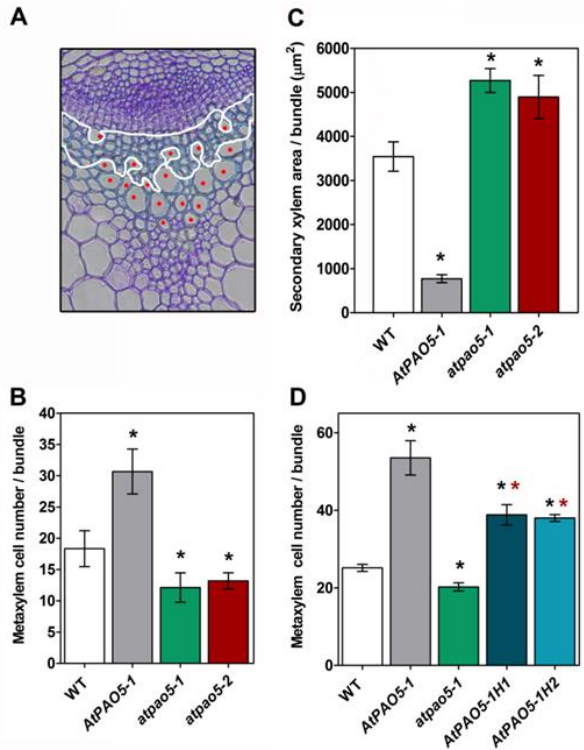 A
C
Secondary xylem area / bundle (μm²)
6000
5000
4000
3000
2000
1000
0
*
*
*
WT
AtPAO5-1
atpao5-1
atpao5-2
B
Metaxylem cell number / bundle
40
35
30
25
20
15
10
5
0
*
*
*
WT
AtPAO5-1
atpao5-1
atpao5-2
D
Metaxylem cell number / bundle
60
40
20
0
*
*
* *
* *
WT
AtPAO5-1
atpao5-1
AtPAO5-1H1
AtPAO5-1H2